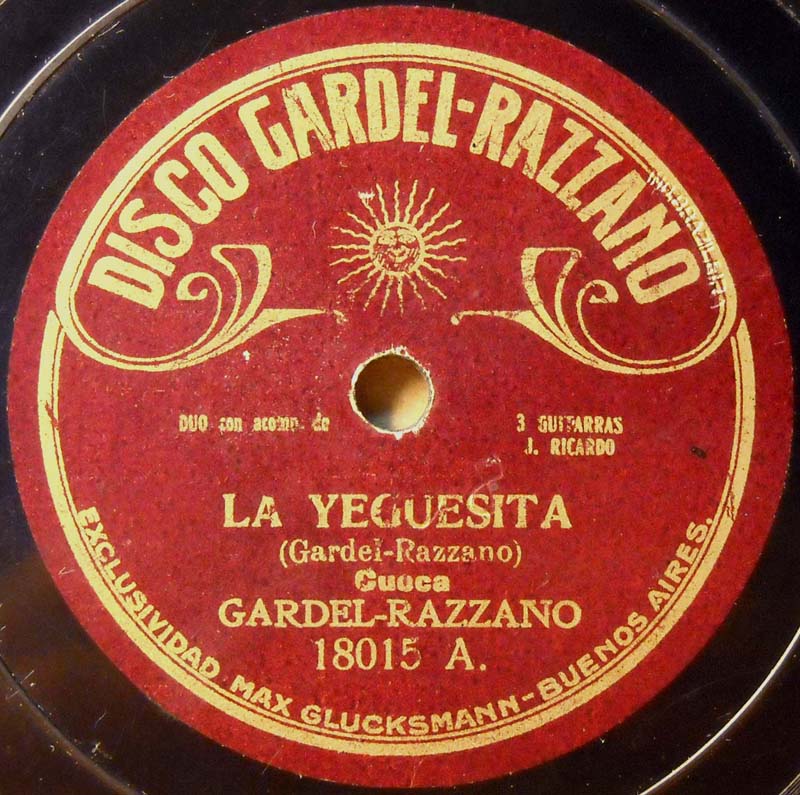 DISCO GARDEL-RAZZANO
DUO con acomp. de
3 GUITARRAS
J. RICARDO
LA YEGUESITA
(Gardel-Razzano)
Cueca
GARDEL-RAZZANO
18015 A.
EXCLUSIVIDAD MAX GLUCKSMANN-BUENOS AIRES.